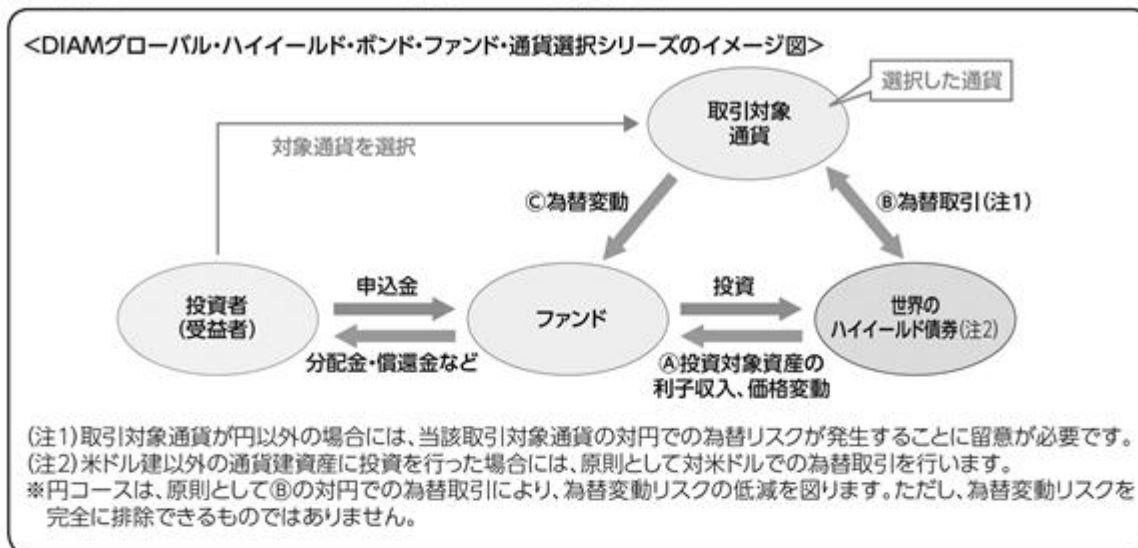 <DIAMグローバル・ハイイールド・ボンド・ファンド・通貨選択シリーズのイメージ図>
選択した通貨
取引対象
通貨
対象通貨を選択
Ⓒ為替変動
Ⓑ為替取引(注1)
投資者
(受益者)
申込金
分配金・償還金など
ファンド
投資
Ⓐ投資対象資産の
利子収入、価格変動
世界の
ハイイールド債券(注2)
(注1)取引対象通貨が円以外の場合には、当該取引対象通貨の対円での為替リスクが発生することに留意が必要です。
(注2)米ドル建以外の通貨建資産に投資を行った場合には、原則として対米ドルでの為替取引を行います。
※円コースは、原則としてⒷの対円での為替取引により、為替変動リスクの低減を図ります。ただし、為替変動リスクを
完全に排除できるものではありません。